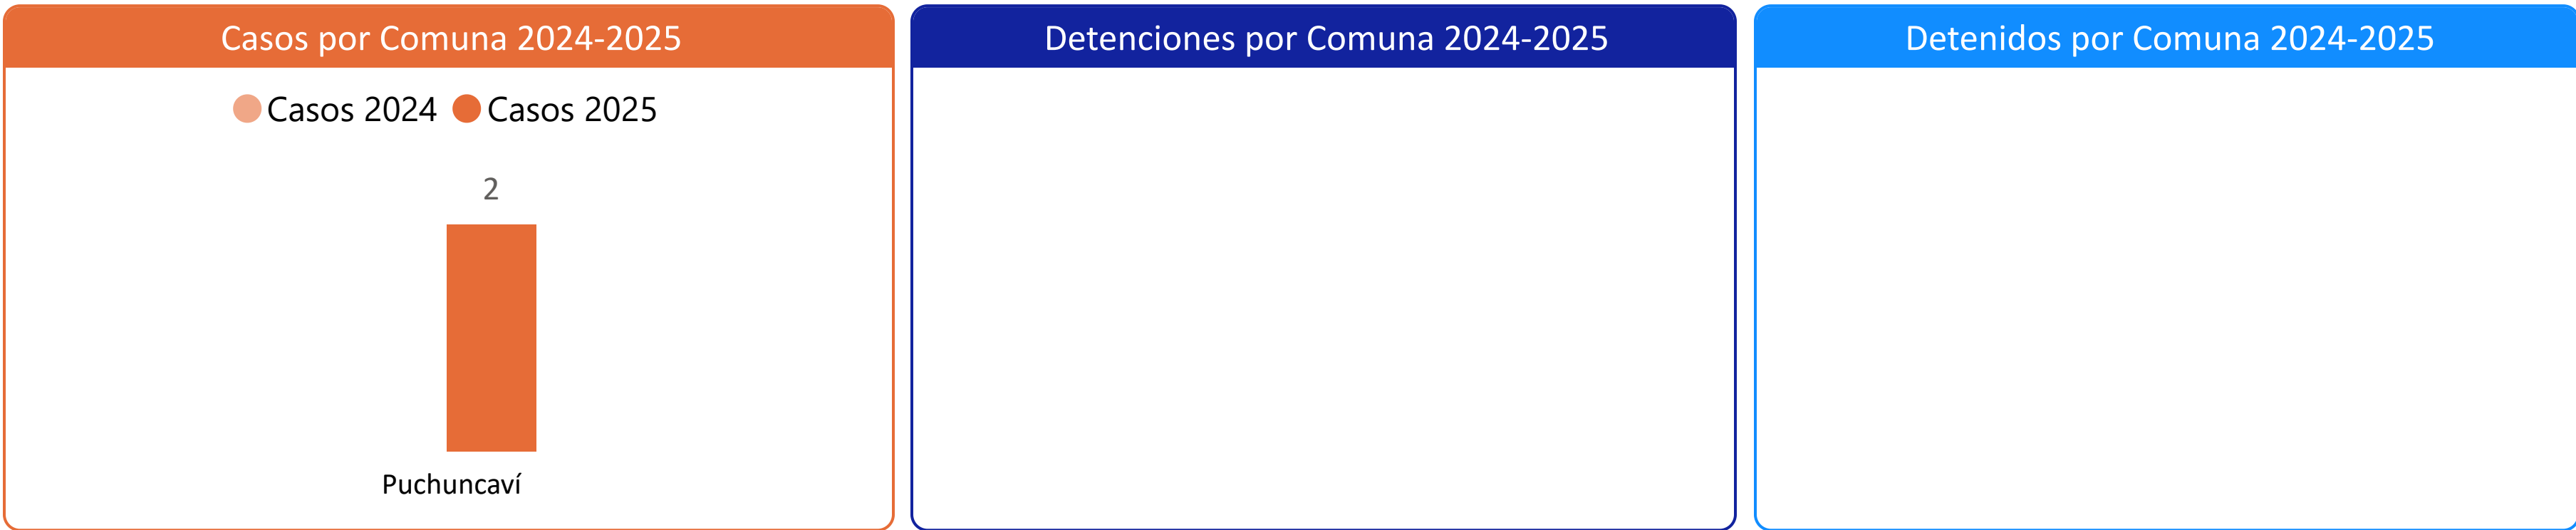 Casos por Comuna 2024-2025
Casos 2024 Casos 2025
2
Puchuncaví
Detenciones por Comuna 2024-2025
Detenidos por Comuna 2024-2025